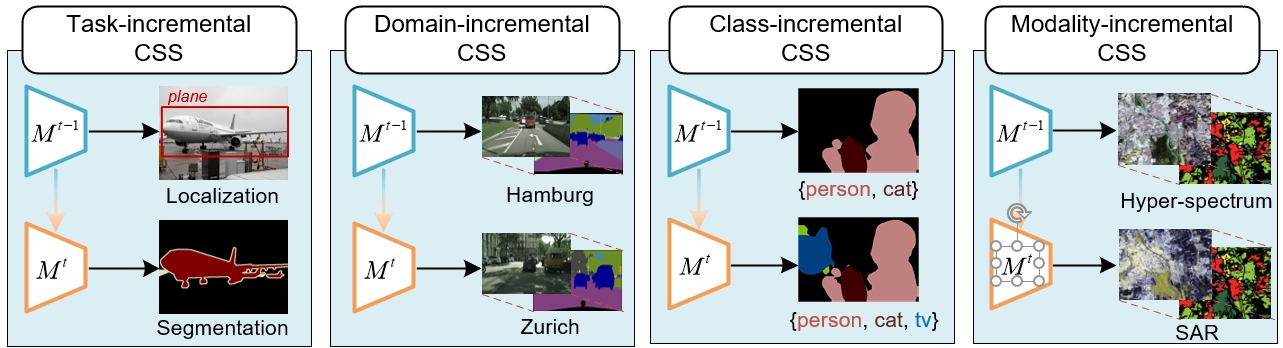 Task-incremental
CSS
M^{t-1}
plane
Localization
M^t
Segmentation
Domain-incremental
CSS
M^{t-1}
Hamburg
M^t
Zurich
Class-incremental
CSS
M^{t-1}
{person, cat}
M^t
{person, cat, tv}
Modality-incremental
CSS
M^{t-1}
Hyper-spectrum
M^t
SAR